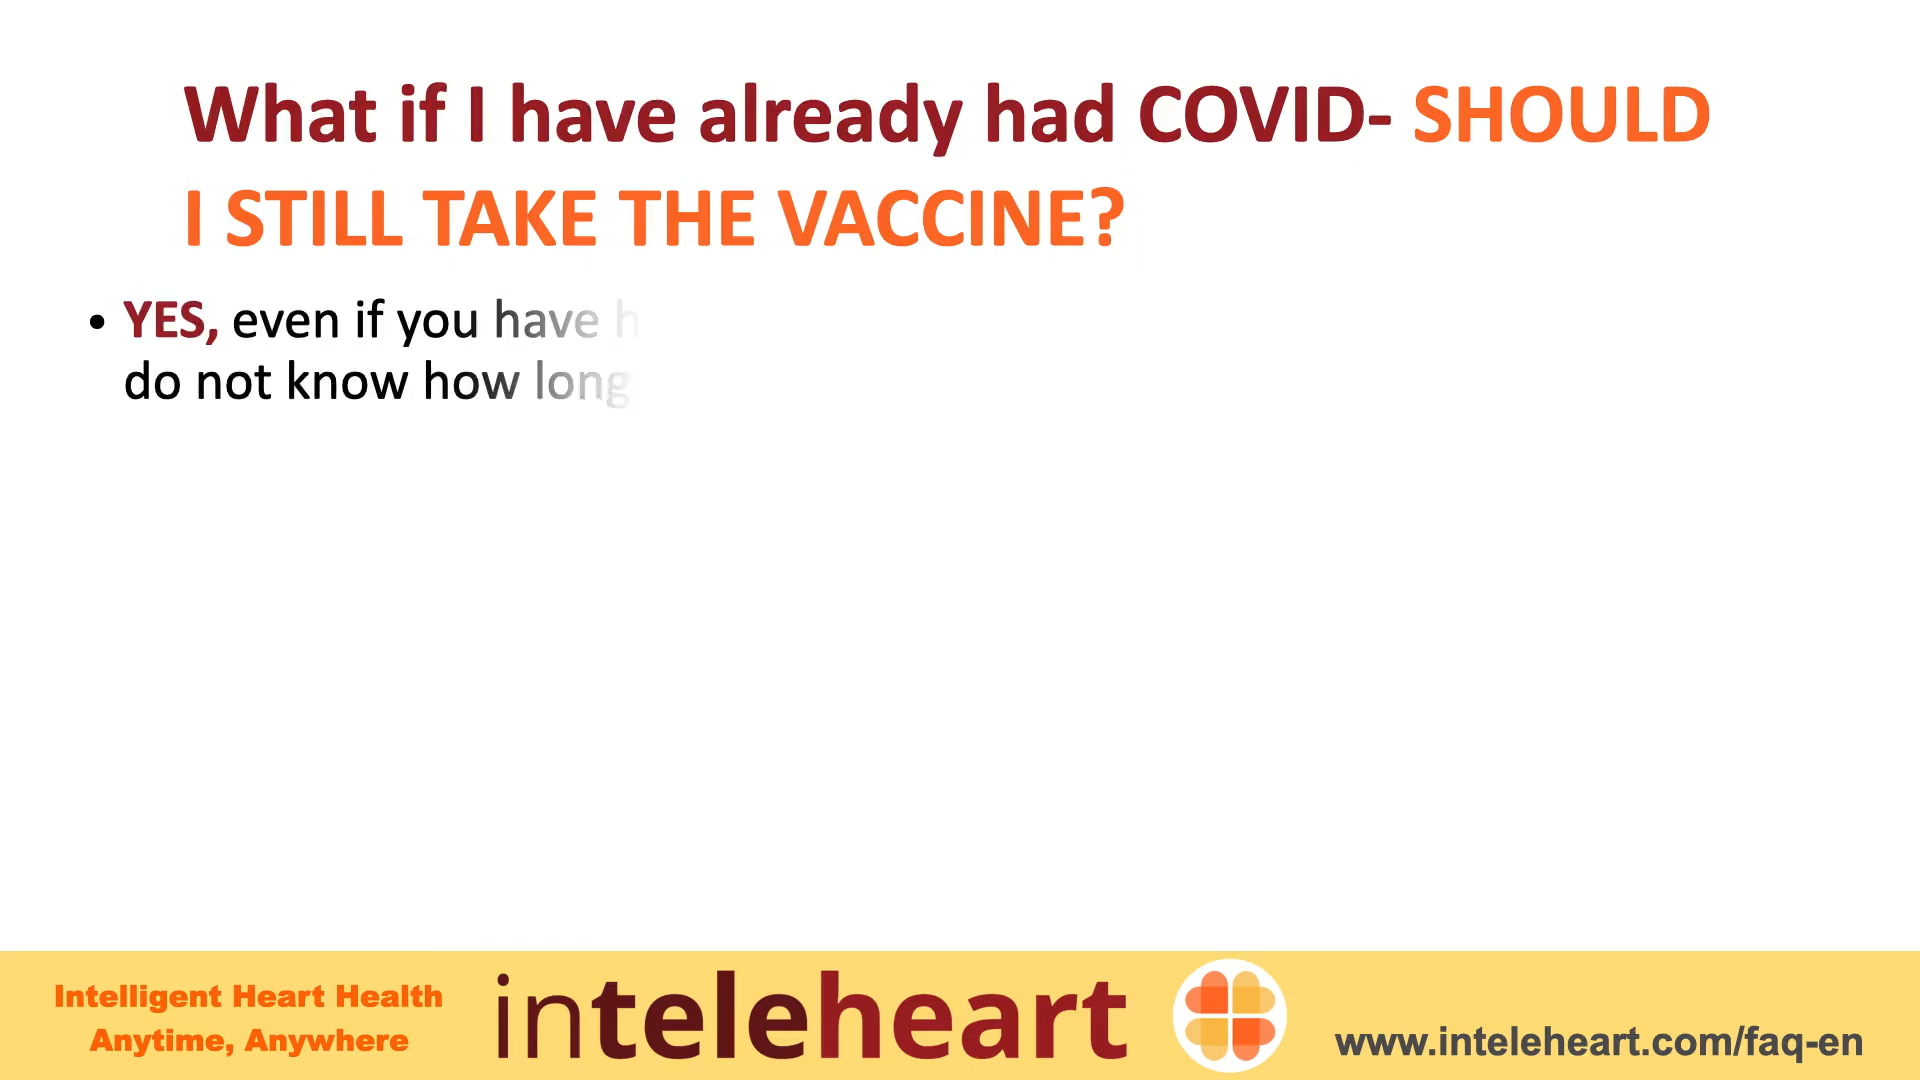 What if I have already had COVID- SHOULD
I STILL TAKE THE VACCINE?
• YES, even if you have
do not know how long
Intelligent Heart Health
Anytime, Anywhere
inteleheart
www.inteleheart.com/faq-en